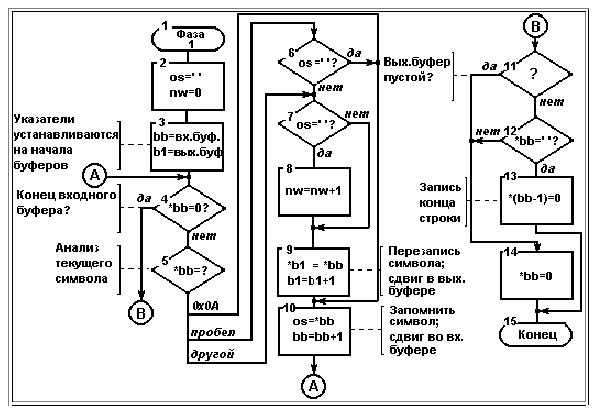 1
Фаза
1
2
os=' '
nw=0
Указатели
устанавливаются
на начала
буферов
3
bb=вх.буф.
b1=вых.буф
A
Конец входного
буфера?
да
4
*bb=0?
нет
Анализ
текущего
символа
5
*bb=?
B
0x0A
пробел
другой
6
os=' '?
да
нет
7
os=' '?
нет
да
8
nw=nw+1
9
*b1 = *bb
b1=b1+1
Перезапись
символа;
сдвиг в вых.
буфере
10
os=*bb
bb=bb+1
Запомнить
символ;
сдвиг во вх.
буфере
A
B
Вых.буфер
пустой?
да
11
?
нет
нет
12
*bb=' '?
да
Запись
конца
строки
13
*(bb-1)=0
14
*bb=0
15
Конец